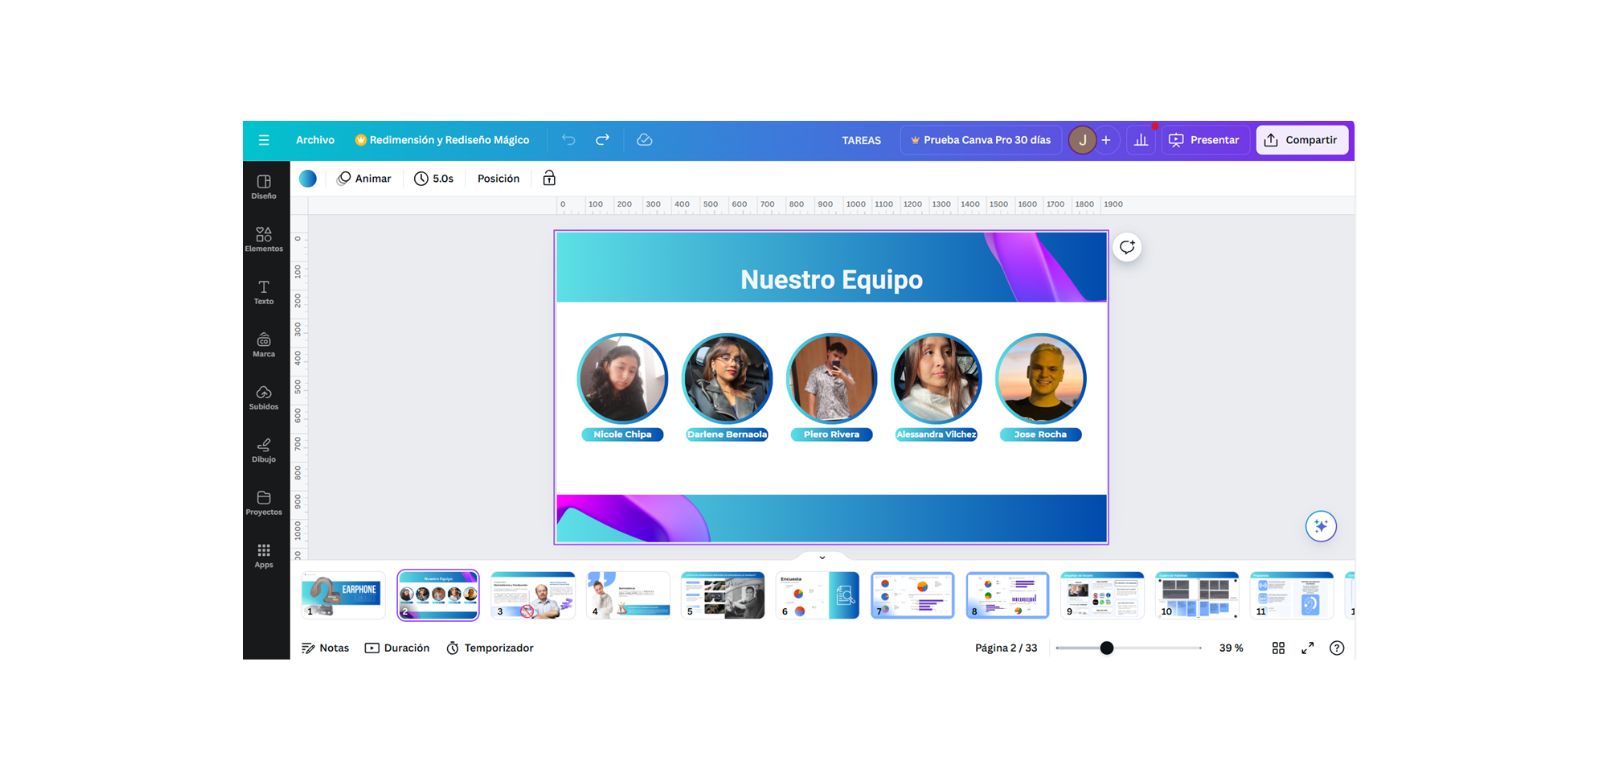 Archivo
Redimensión y Rediseño Mágico
TAREAS
Prueba Canva Pro 30 días
J
+
Presentar
Compartir
Animar
5.0s
Posición
0 100 200 300 400 500 600 700 800 900 1000 1100 1200 1300 1400 1500 1600 1700 1800 1900
Diseño
Elementos
Texto
Marca
Subidos
Dibujo
Proyectos
Apps
0
100
200
300
400
500
600
700
800
900
1000
Nuestro Equipo
Nicole Chipa
Darlene Bernaola
Piero Rivera
Alessandra Vilchez
Jose Rocha
EARPHONE
Nuestro Equipo
Encuesta
1 2 3 4 5 6 7 8 9 10 11
Notas
Duración
Temporizador
Página 2 / 33
39 %
?